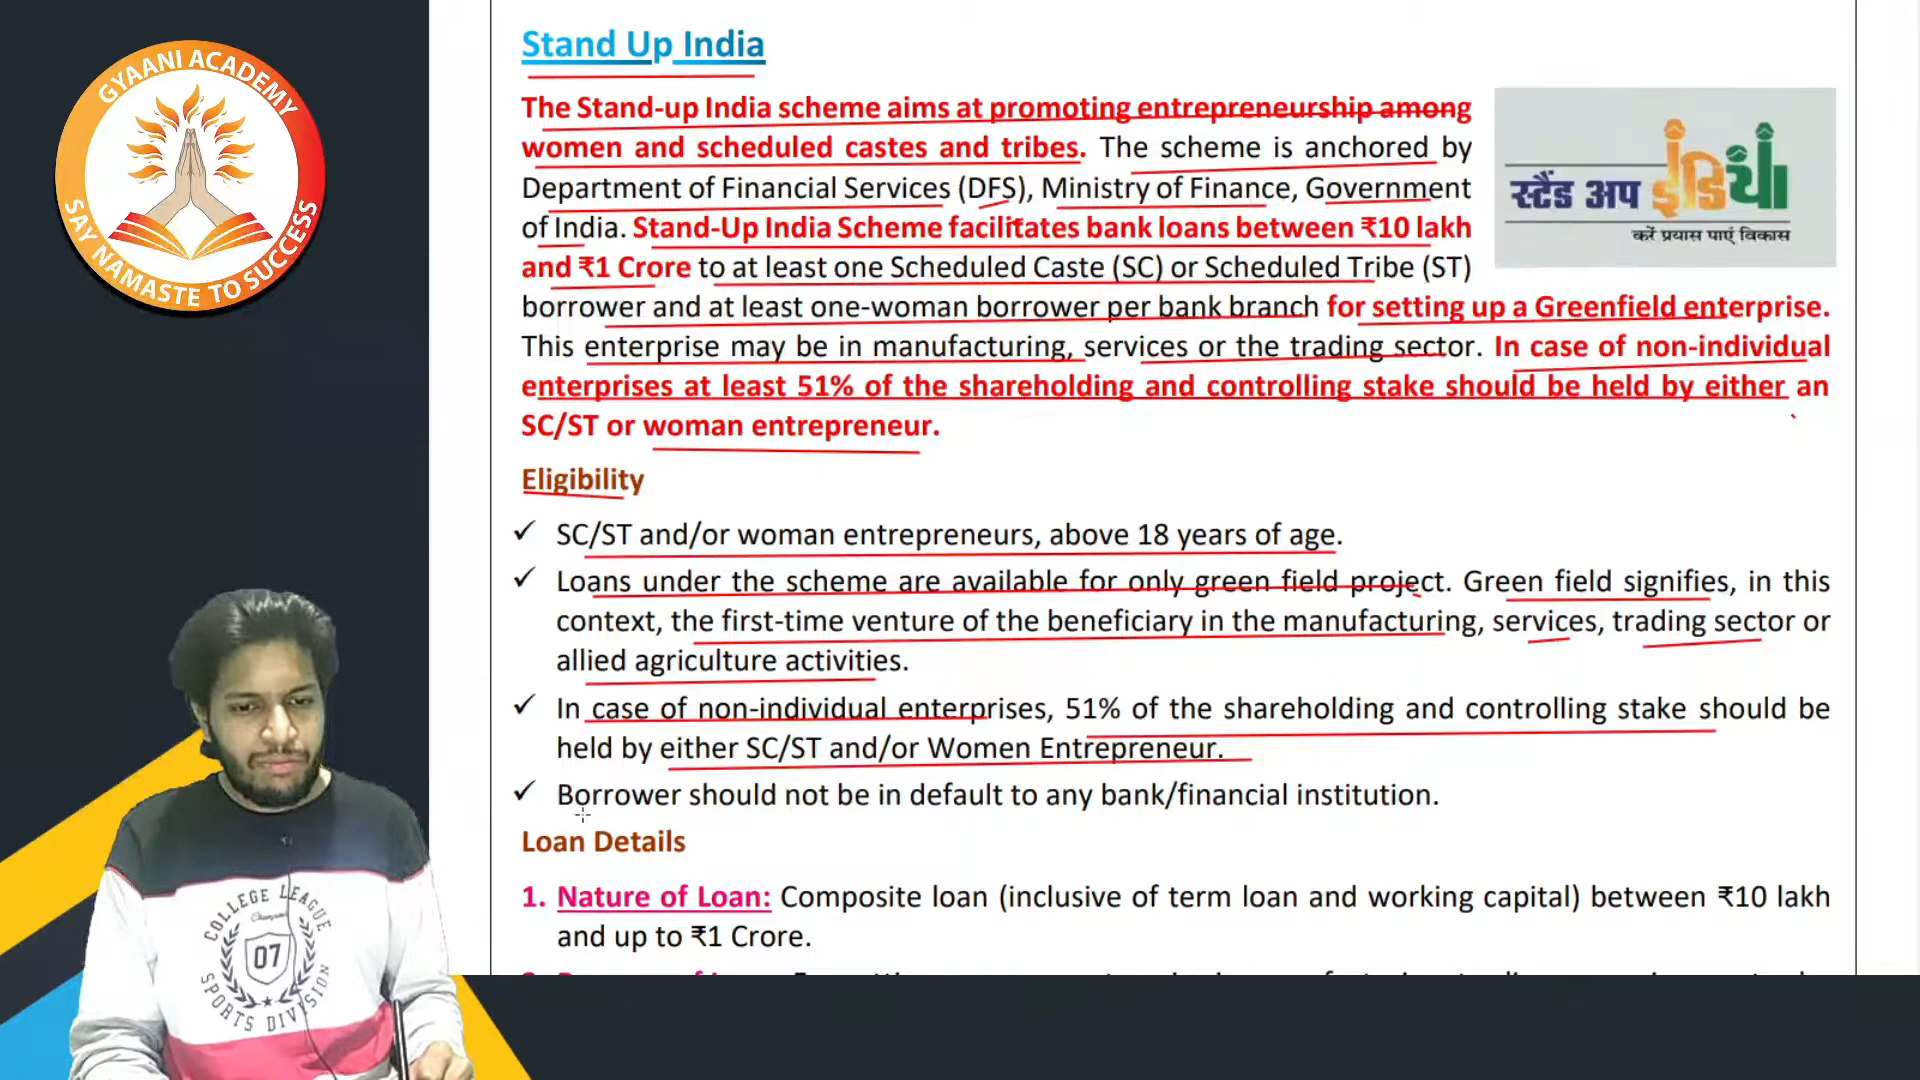 GYAANI ACADEMY
SAY NAMASTE TO SUCCESS
Stand Up India
The Stand-up India scheme aims at promoting entrepreneurship among
women and scheduled castes and tribes. The scheme is anchored by
Department of Financial Services (DFS), Ministry of Finance, Government
of India. Stand-Up India Scheme facilitates bank loans between ₹10 lakh
and ₹1 Crore to at least one Scheduled Caste (SC) or Scheduled Tribe (ST)
borrower and at least one-woman borrower per bank branch for setting up a Greenfield enterprise.
This enterprise may be in manufacturing, services or the trading sector. In case of non-individual
enterprises at least 51% of the shareholding and controlling stake should be held by either an
SC/ST or woman entrepreneur.
स्टैंड अप इंडिया
करें प्रयास पाएं विकास
Eligibility
✓ SC/ST and/or woman entrepreneurs, above 18 years of age.
✓ Loans under the scheme are available for only green field project. Green field signifies, in this
context, the first-time venture of the beneficiary in the manufacturing, services, trading sector or
allied agriculture activities.
✓ In case of non-individual enterprises, 51% of the shareholding and controlling stake should be
held by either SC/ST and/or Women Entrepreneur.
✓ Borrower should not be in default to any bank/financial institution.
Loan Details
1. Nature of Loan: Composite loan (inclusive of term loan and working capital) between ₹10 lakh
and up to ₹1 Crore.
COLLEGE LEAGUE
Champions
07
SPORTS DIVISION